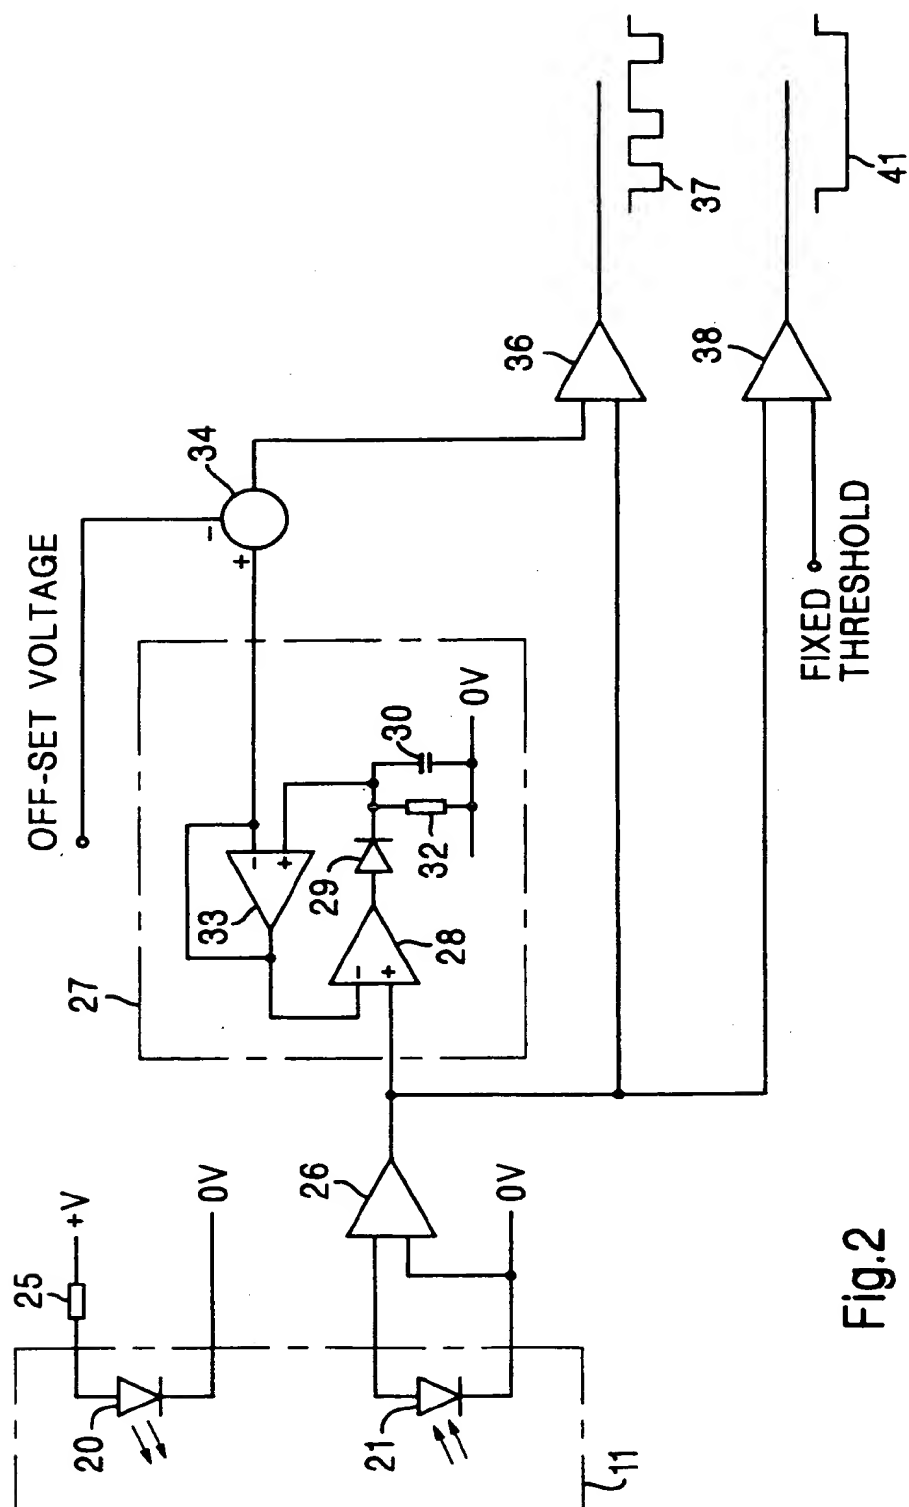 OFF-SET VOLTAGE
34
-
+
36
37
38
41
FIXED
THRESHOLD
27
33
-
+
29
28
-
+
30
32
0V
25
+V
20
0V
26
21
0V
11
Fig.2